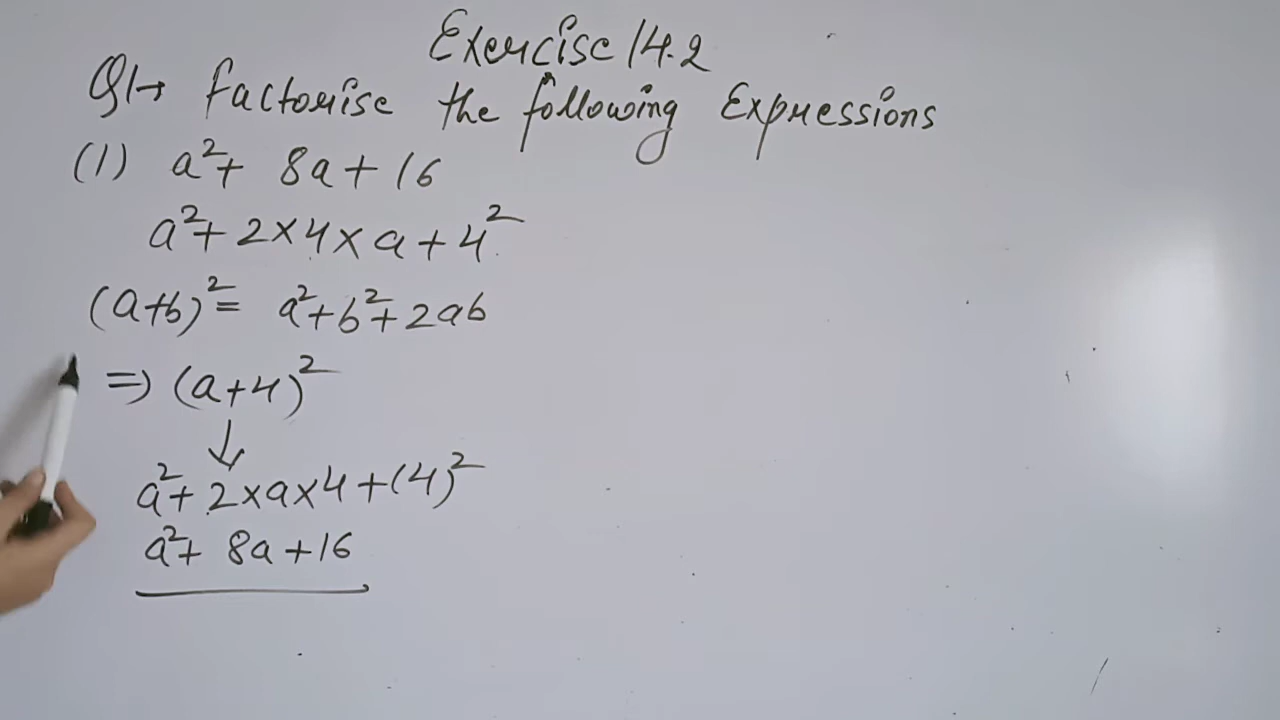 Exercise 14.2
Q1→ factorise the following Expressions
(1) a²+ 8a+16
a²+2×4×a+4²
(a+b)²= a²+b²+2ab
⇒ (a+4)²
↓
a²+2×a×4+(4)²
a²+ 8a+16